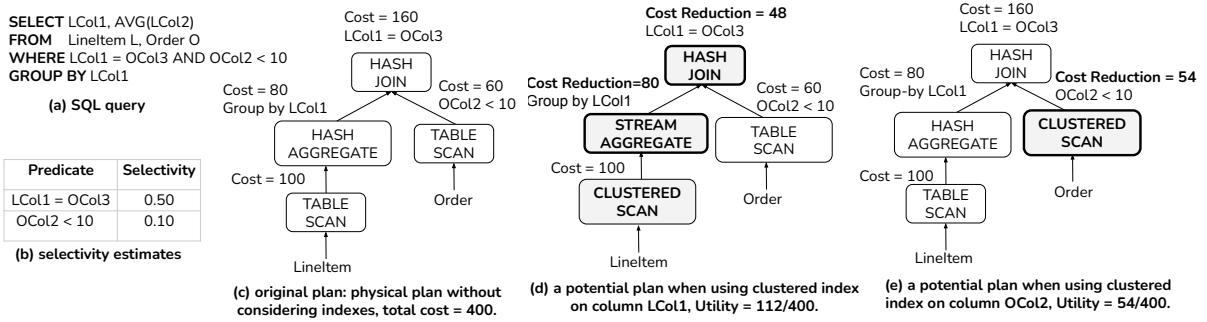 SELECT LCol1, AVG(LCol2)
FROM LineItem L, Order O
WHERE LCol1 = OCol3 AND OCol2 < 10
GROUP BY LCol1
(a) SQL query
Predicate Selectivity
LCol1 = OCol3 0.50
OCol2 < 10 0.10
(b) selectivity estimates
Cost = 160
LCol1 = OCol3
HASH
JOIN
Cost = 80
Group by LCol1
Cost = 60
OCol2 < 10
HASH
AGGREGATE
TABLE
SCAN
Cost = 100
Order
TABLE
SCAN
LineItem
(c) original plan: physical plan without
considering indexes, total cost = 400.
Cost Reduction = 48
LCol1 = OCol3
HASH
JOIN
Cost Reduction=80
Group by LCol1
Cost = 60
OCol2 < 10
STREAM
AGGREGATE
TABLE
SCAN
Cost = 100
Order
CLUSTERED
SCAN
LineItem
(d) a potential plan when using clustered index
on column LCol1, Utility = 112/400.
Cost = 160
LCol1 = OCol3
HASH
JOIN
Cost = 80
Group-by LCol1
Cost Reduction = 54
OCol2 < 10
HASH
AGGREGATE
CLUSTERED
SCAN
Cost = 100
Order
TABLE
SCAN
LineItem
(e) a potential plan when using clustered
index on column OCol2, Utility = 54/400.